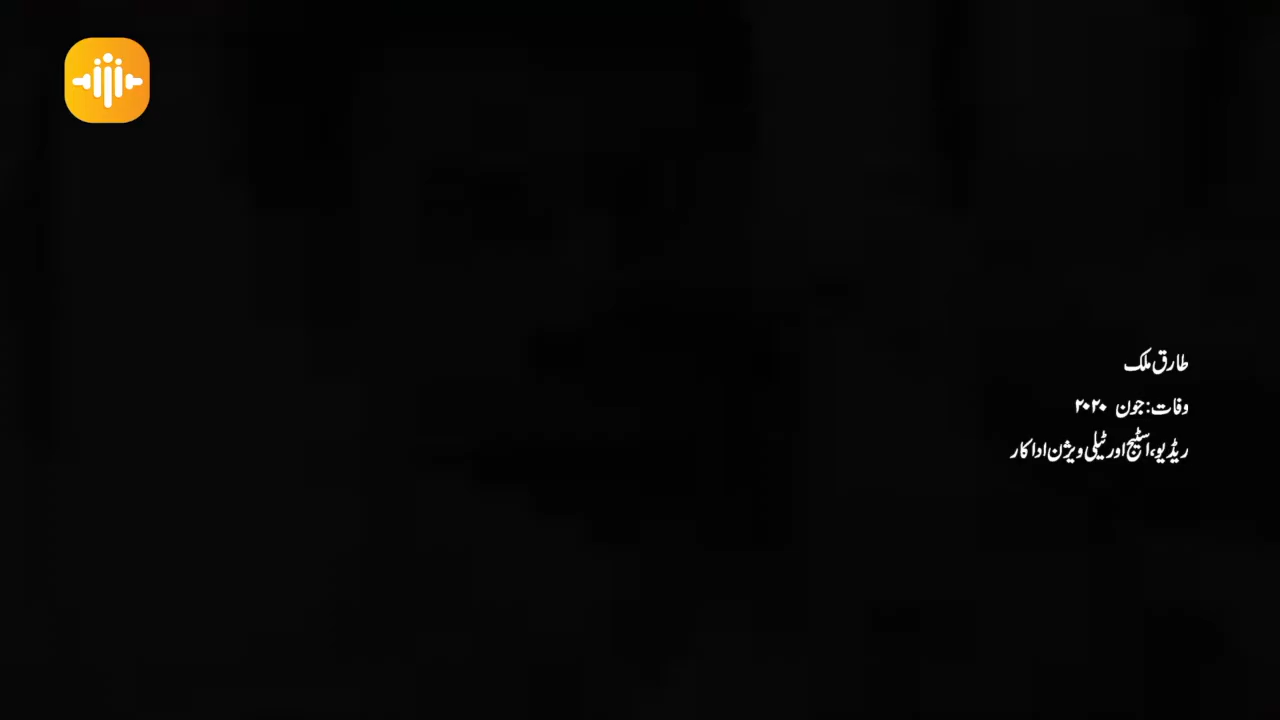 طارق ملک
وفات: جون ۲۰۲۰
ریڈیو، اسٹیج اور ٹیلی ویژن اداکار